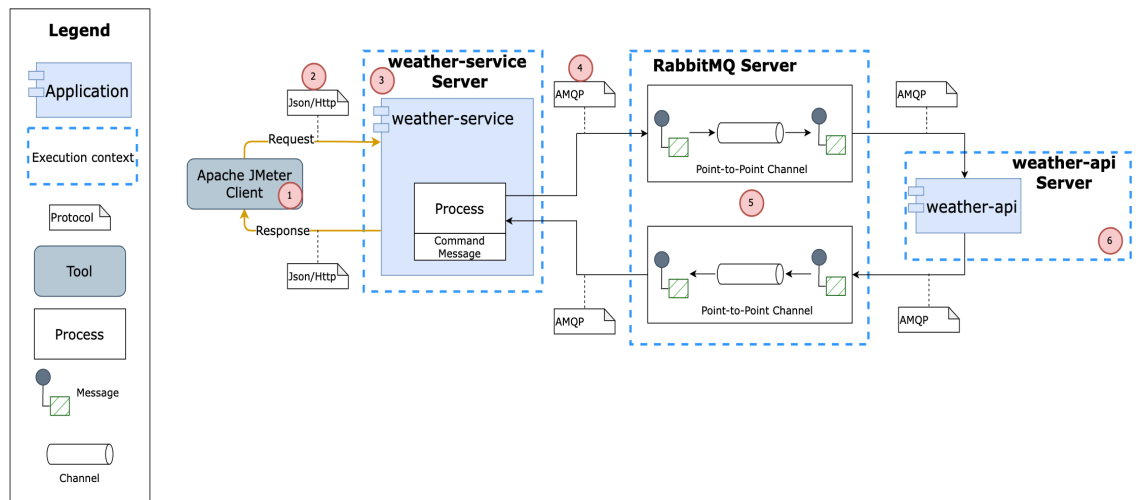 Legend
Application
Execution context
Protocol
Tool
Process
Message
Channel
2
Json/Http
Request
Apache JMeter
Client
1
Response
Json/Http
weather-service
Server
3
weather-service
Process
Command
Message
4
AMQP
AMQP
RabbitMQ Server
Point-to-Point Channel
5
Point-to-Point Channel
AMQP
weather-api
Server
weather-api
6
AMQP